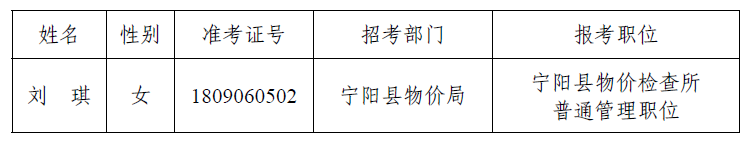 姓名 性别 准考证号 招考部门 报考职位
刘 琪 女 1809060502 宁阳县物价局 宁阳县物价检查所
普通管理职位